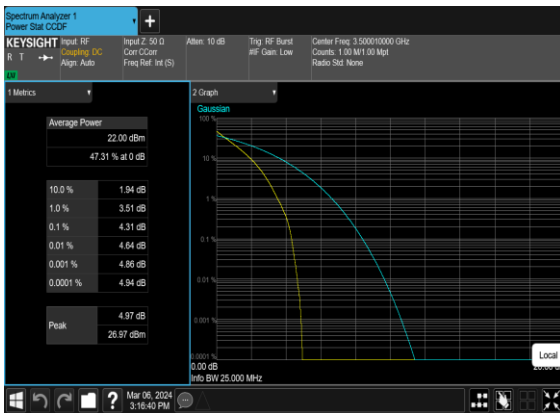 Spectrum Analyzer 1
Power Stat CCDF
+
KEYSIGHT
R T
LV
Input: RF
Coupling: DC
Align: Auto
Input Z: 50 Ω
Corr CCorr
Freq Ref: Int (S)
Atten: 10 dB
Trig: RF Burst
#IF Gain: Low
Center Freq: 3.500010000 GHz
Counts: 1.00 M/1.00 Mpt
Radio Std: None
1 Metrics
Average Power
22.00 dBm
47.31 % at 0 dB
10.0 % 1.94 dB
1.0 % 3.51 dB
0.1 % 4.31 dB
0.01 % 4.64 dB
0.001 % 4.86 dB
0.0001 % 4.94 dB
Peak
4.97 dB
26.97 dBm
2 Graph
Gaussian
100 %
10 %
1 %
0.1 %
0.01 %
0.001 %
0.0001 %
0.00 dB
Info BW 25.000 MHz
Local
?
Mar 06, 2024
3:16:40 PM